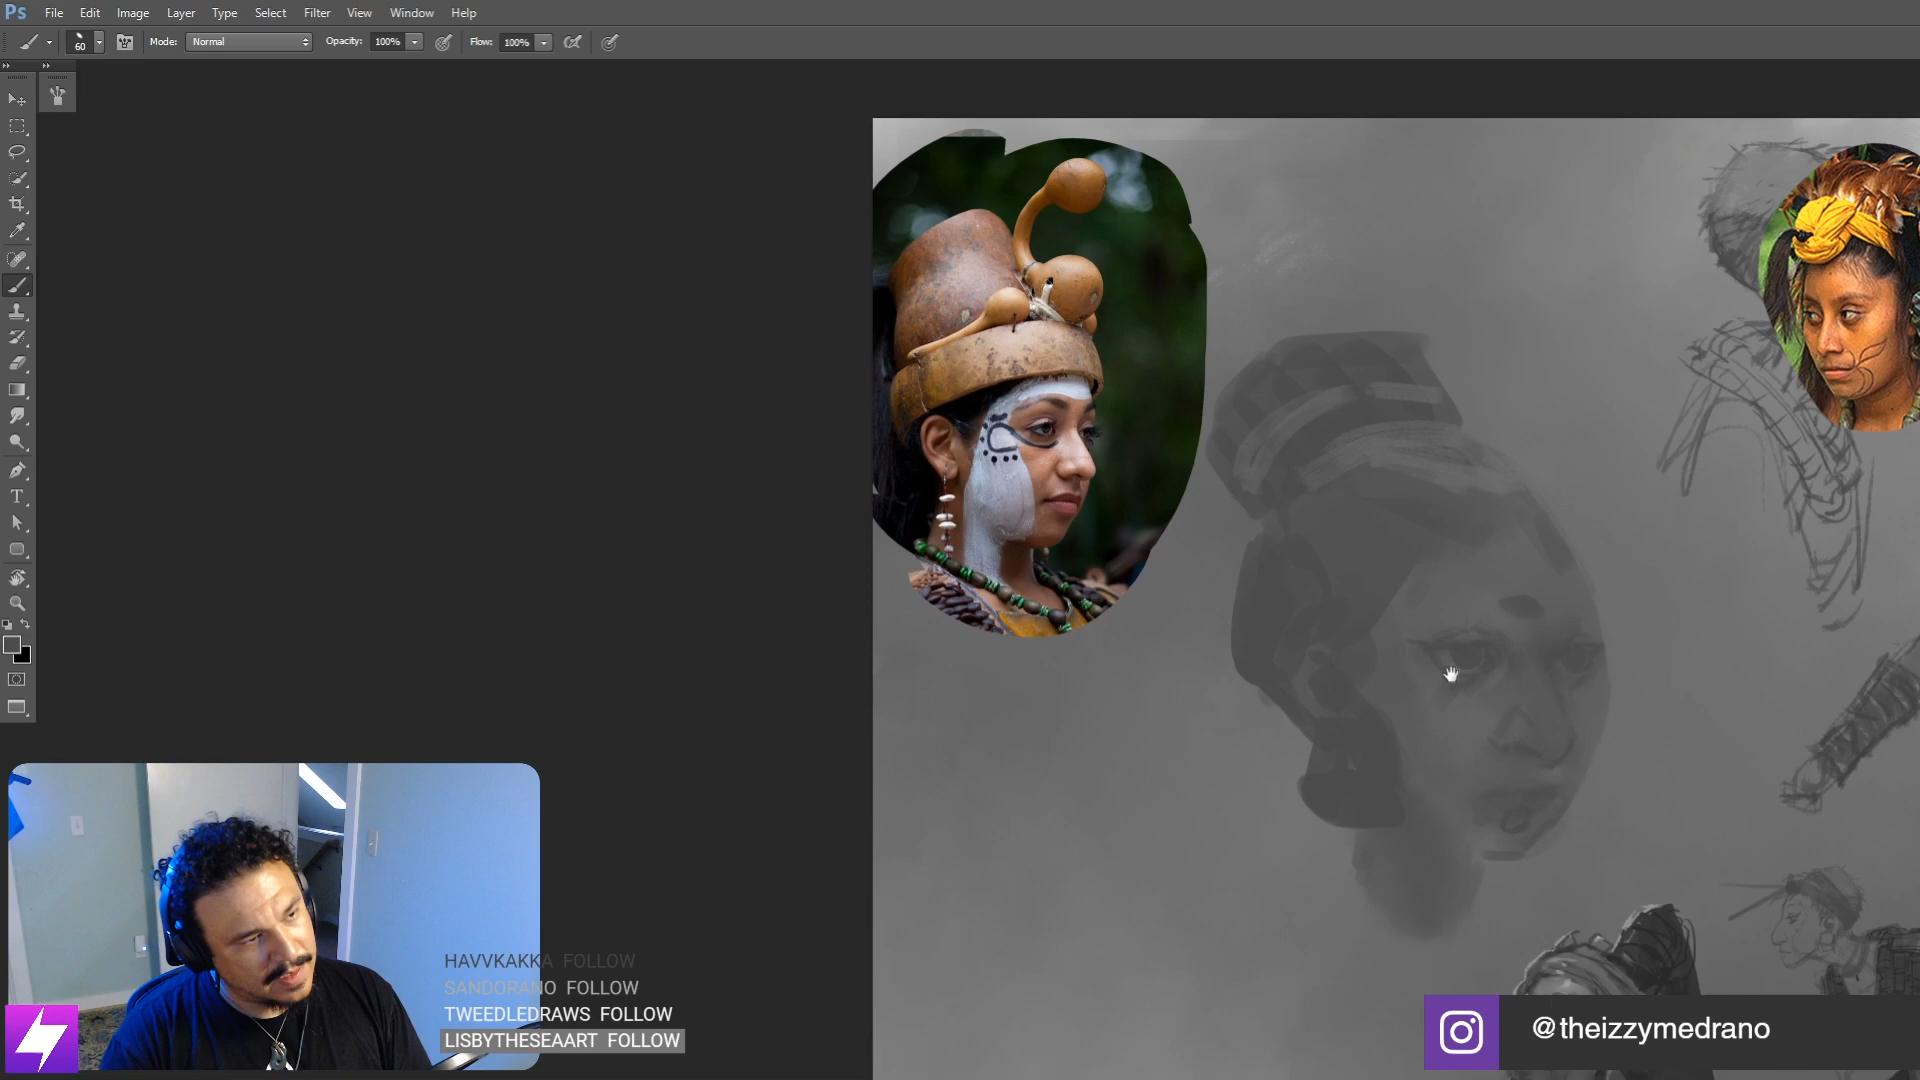 Ps File Edit Image Layer Type Select Filter View Window Help
60 Mode: Normal Opacity: 100% Flow: 100%
T
HAVVKAKKA FOLLOW
SANDORANO FOLLOW
TWEEDLEDRAWS FOLLOW
LISBYTHESEAART FOLLOW
@theizzymedrano